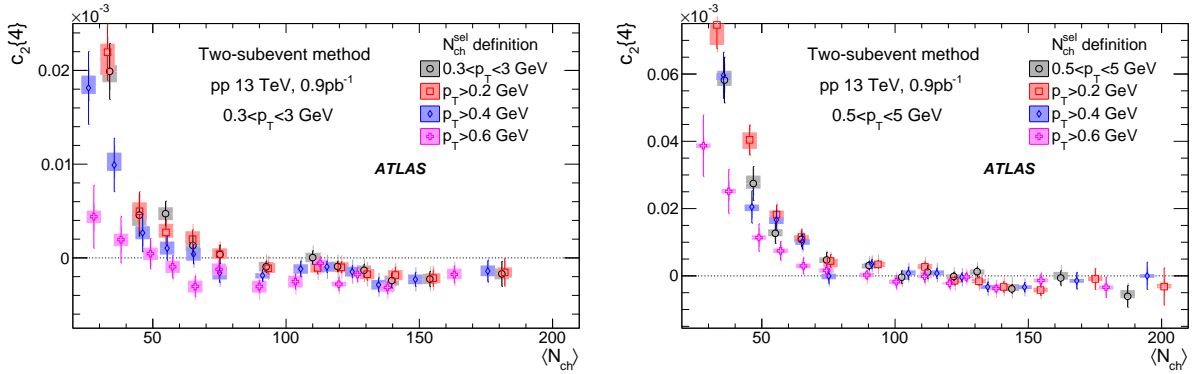 ×10⁻³
c₂{4}
0.02
0.01
0
Two-subevent method
pp 13 TeV, 0.9pb⁻¹
0.3<p_T<3 GeV
N_ch^sel definition
0.3<p_T<3 GeV
p_T>0.2 GeV
p_T>0.4 GeV
p_T>0.6 GeV
ATLAS
50 100 150 200
⟨N_ch⟩
×10⁻³
c₂{4}
0.06
0.04
0.02
0
Two-subevent method
pp 13 TeV, 0.9pb⁻¹
0.5<p_T<5 GeV
N_ch^sel definition
0.5<p_T<5 GeV
p_T>0.2 GeV
p_T>0.4 GeV
p_T>0.6 GeV
ATLAS
50 100 150 200
⟨N_ch⟩